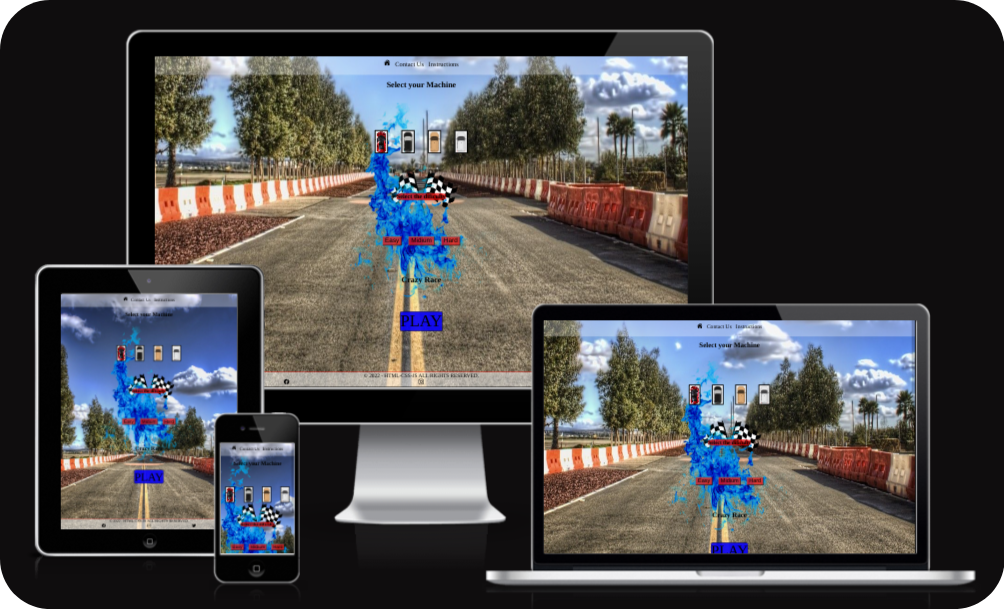 Contact Us Instructions
Select your Machine
Easy Midium Hard
Crazy Race
PLAY
© 2022 - HTML-CSS-JS ALL RIGHTS RESERVED.
Contact Us Instructions
Select your Machine
PLAY
Contact Us Instructions
Select your Machine
Contact Us Instructions
Select your Machine
Easy Midium Hard
Crazy Race
PLAY